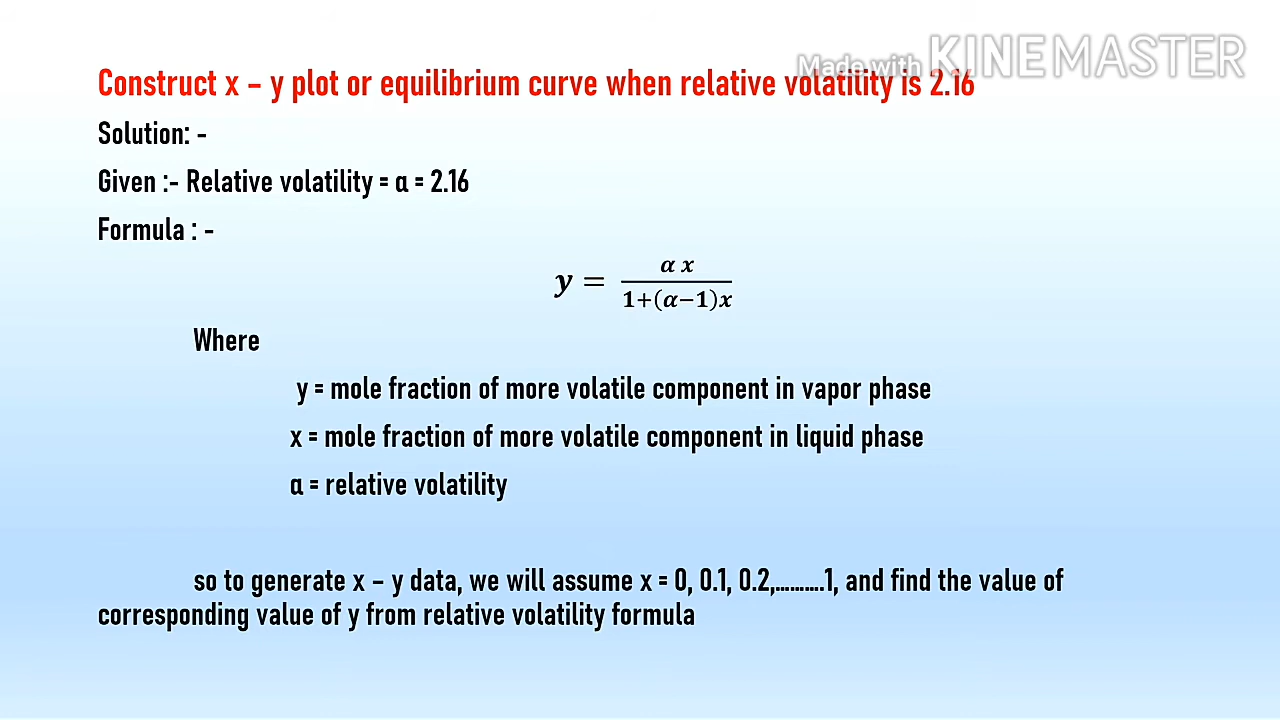 Made with KINEMASTER
Construct x – y plot or equilibrium curve when relative volatility is 2.16
Solution: -
Given :- Relative volatility = α = 2.16
Formula : -
y = α x / 1+(α−1)x
Where
y = mole fraction of more volatile component in vapor phase
x = mole fraction of more volatile component in liquid phase
α = relative volatility
so to generate x – y data, we will assume x = 0, 0.1, 0.2,..........1, and find the value of
corresponding value of y from relative volatility formula